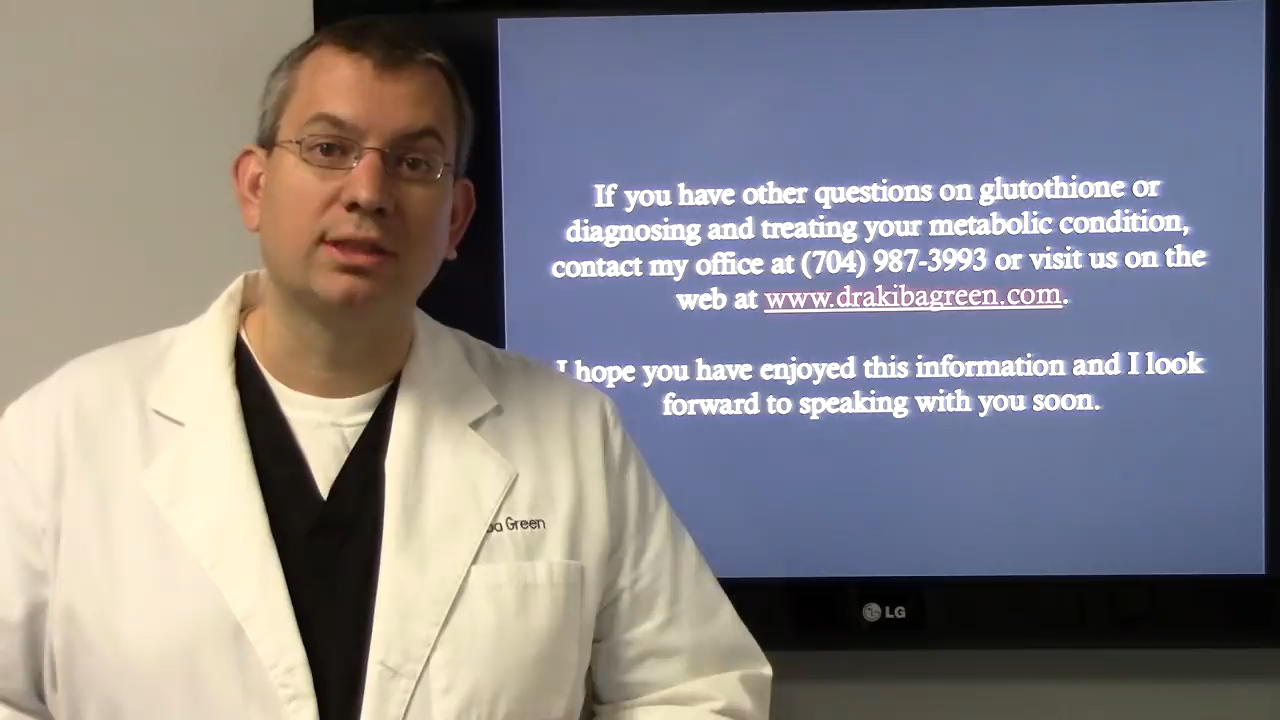 If you have other questions on glutothione or
diagnosing and treating your metabolic condition,
contact my office at (704) 987-3993 or visit us on the
web at www.drakibagreen.com.
I hope you have enjoyed this information and I look
forward to speaking with you soon.
Green
LG